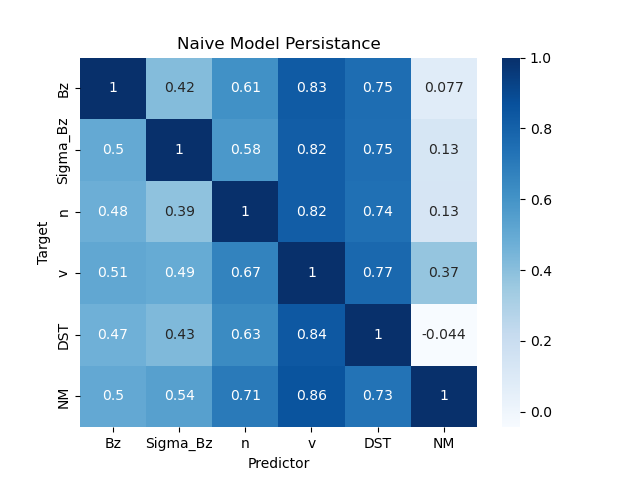 Naive Model Persistance
Bz 1 0.42 0.61 0.83 0.75 0.077
Sigma_Bz 0.5 1 0.58 0.82 0.75 0.13
n 0.48 0.39 1 0.82 0.74 0.13
v 0.51 0.49 0.67 1 0.77 0.37
DST 0.47 0.43 0.63 0.84 1 -0.044
NM 0.5 0.54 0.71 0.86 0.73 1
Target
Bz Sigma_Bz n v DST NM
Predictor
1.0
0.8
0.6
0.4
0.2
0.0